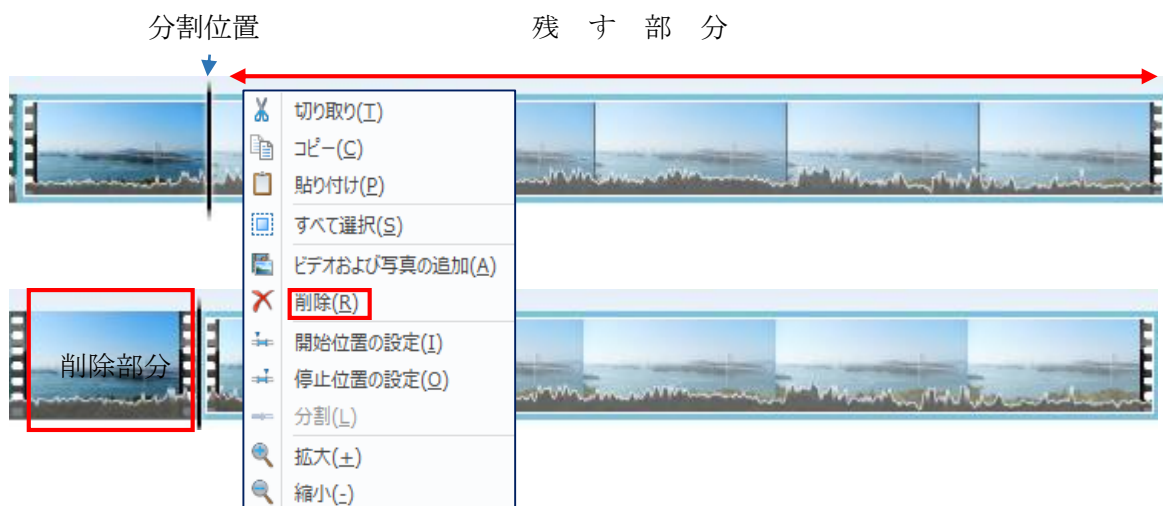 分割位置
残す部分
切り取り(T)
コピー(C)
貼り付け(P)
すべて選択(S)
ビデオおよび写真の追加(A)
削除(R)
開始位置の設定(I)
削除部分
停止位置の設定(O)
分割(L)
拡大(+)
縮小(-)